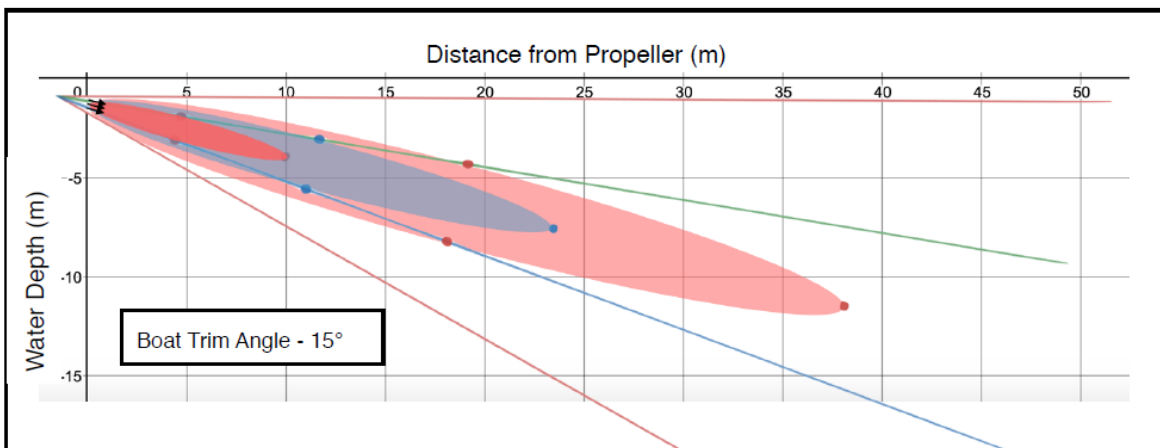 Distance from Propeller (m)
0 5 10 15 20 25 30 35 40 45 50
Water Depth (m)
-5
-10
-15
Boat Trim Angle - 15°